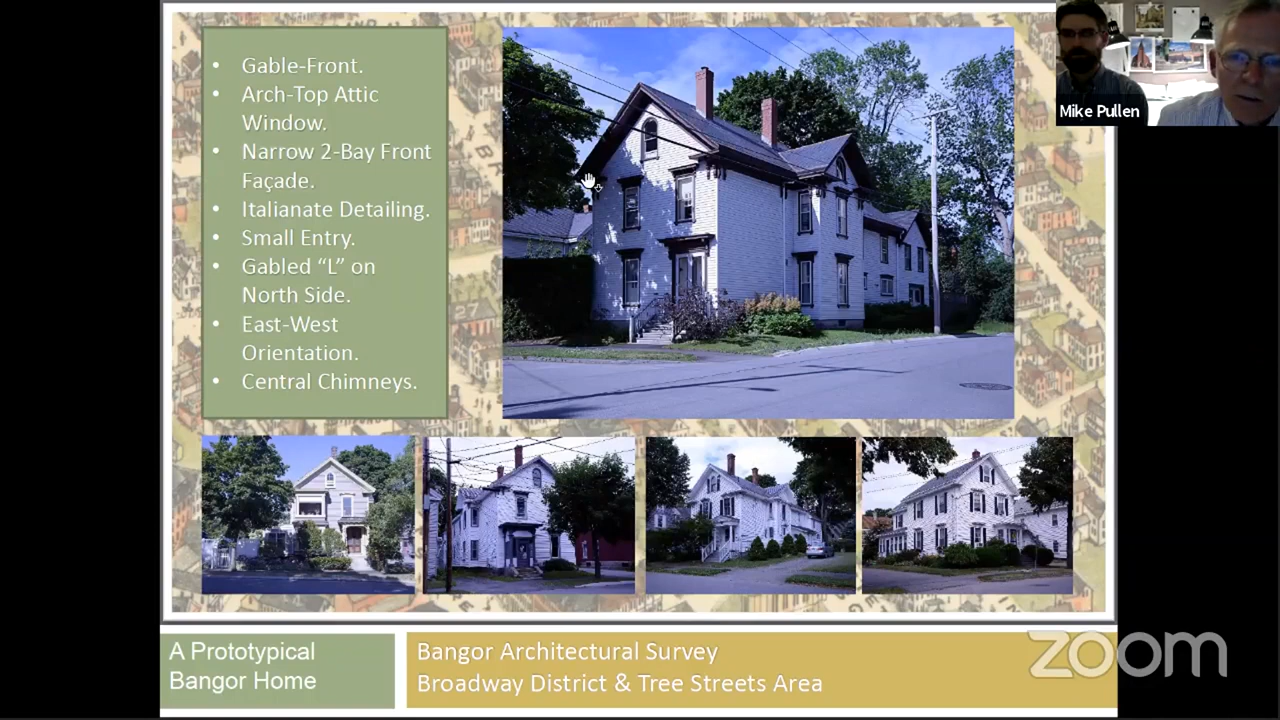 • Gable-Front.
• Arch-Top Attic
Window.
• Narrow 2-Bay Front
Façade.
• Italianate Detailing.
• Small Entry.
• Gabled “L” on
North Side.
• East-West
Orientation.
• Central Chimneys.
Mike Pullen
A Prototypical
Bangor Home
Bangor Architectural Survey
Broadway District & Tree Streets Area
zoom